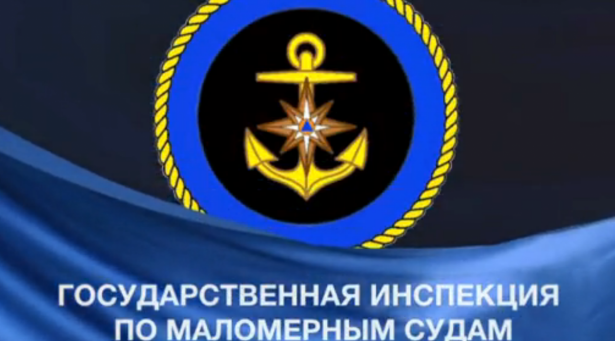 ГОСУДАРСТВЕННАЯ ИНСПЕКЦИЯ
ПО МАЛОМЕРНЫМ СУДАМ